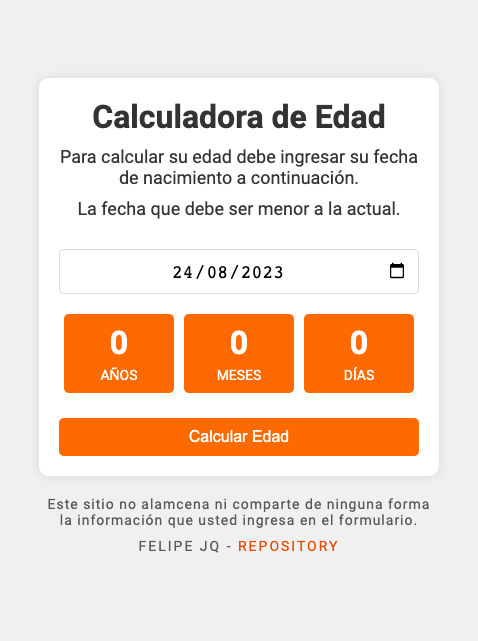 Calculadora de Edad
Para calcular su edad debe ingresar su fecha
de nacimiento a continuación.
La fecha que debe ser menor a la actual.
24/08/2023
0 0 0
AÑOS MESES DÍAS
Calcular Edad
Este sitio no alamcena ni comparte de ninguna forma
la información que usted ingresa en el formulario.
FELIPE JQ - REPOSITORY